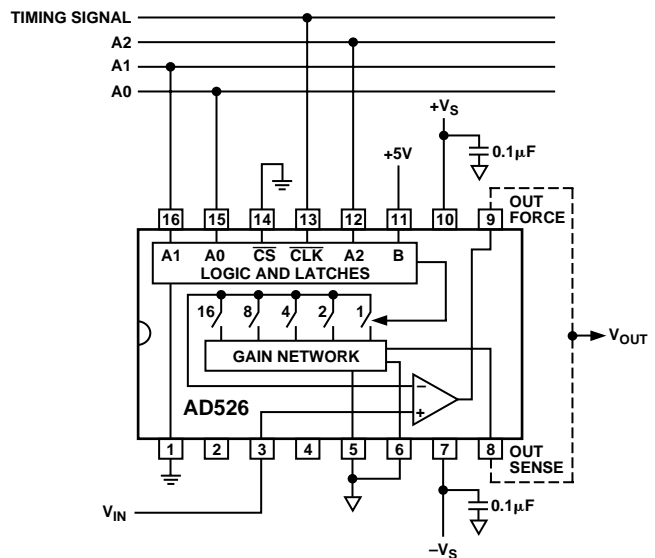 TIMING SIGNAL
A2
A1
A0
+VS
0.1µF
+5V
OUT
FORCE
16 15 14 13 12 11 10 9
A1 A0 CS CLK A2 B
LOGIC AND LATCHES
16 8 4 2 1
GAIN NETWORK
VOUT
–
+
AD526
1 2 3 4 5 6 7 8
OUT
SENSE
VIN
0.1µF
–VS